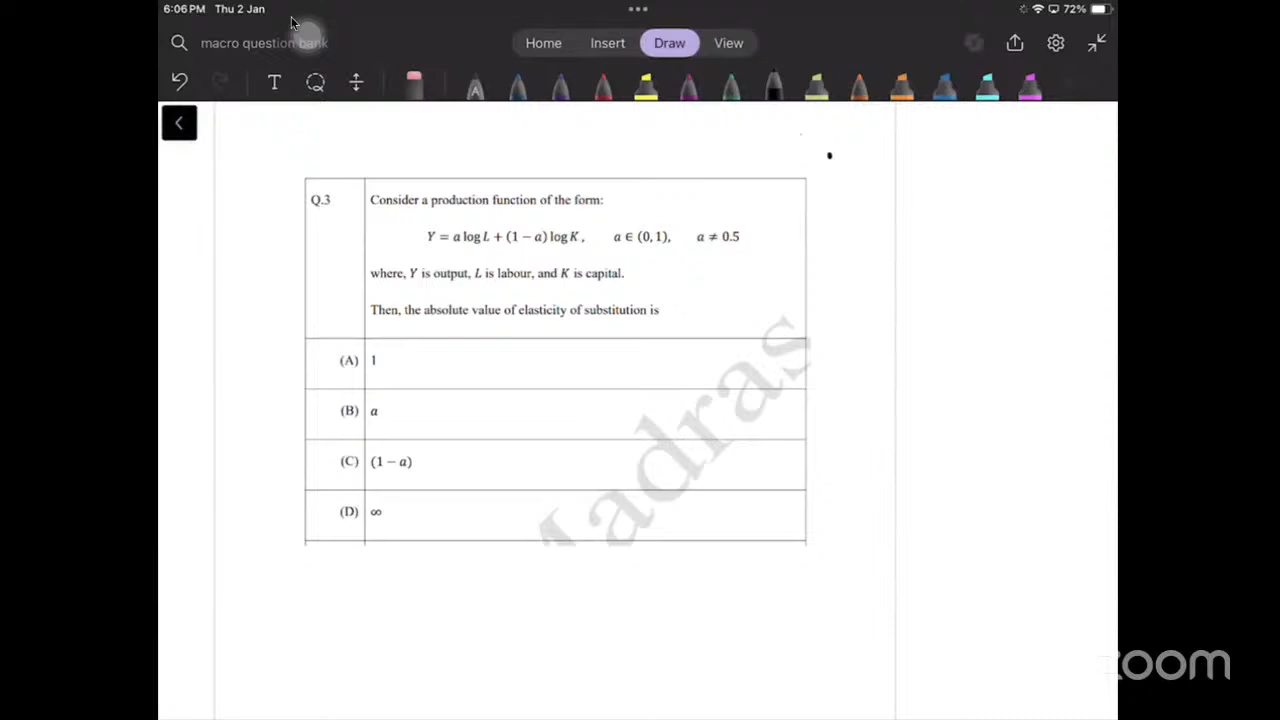 6:06 PM Thu 2 Jan
72%
macro question bank
Home Insert Draw View
T
A
Q.3 Consider a production function of the form:
Y = a log L + (1 − a) log K , a ∈ (0, 1), a ≠ 0.5
where, Y is output, L is labour, and K is capital.
Then, the absolute value of elasticity of substitution is
(A) 1
(B) a
(C) (1 − a)
(D) ∞
Madras
zoom